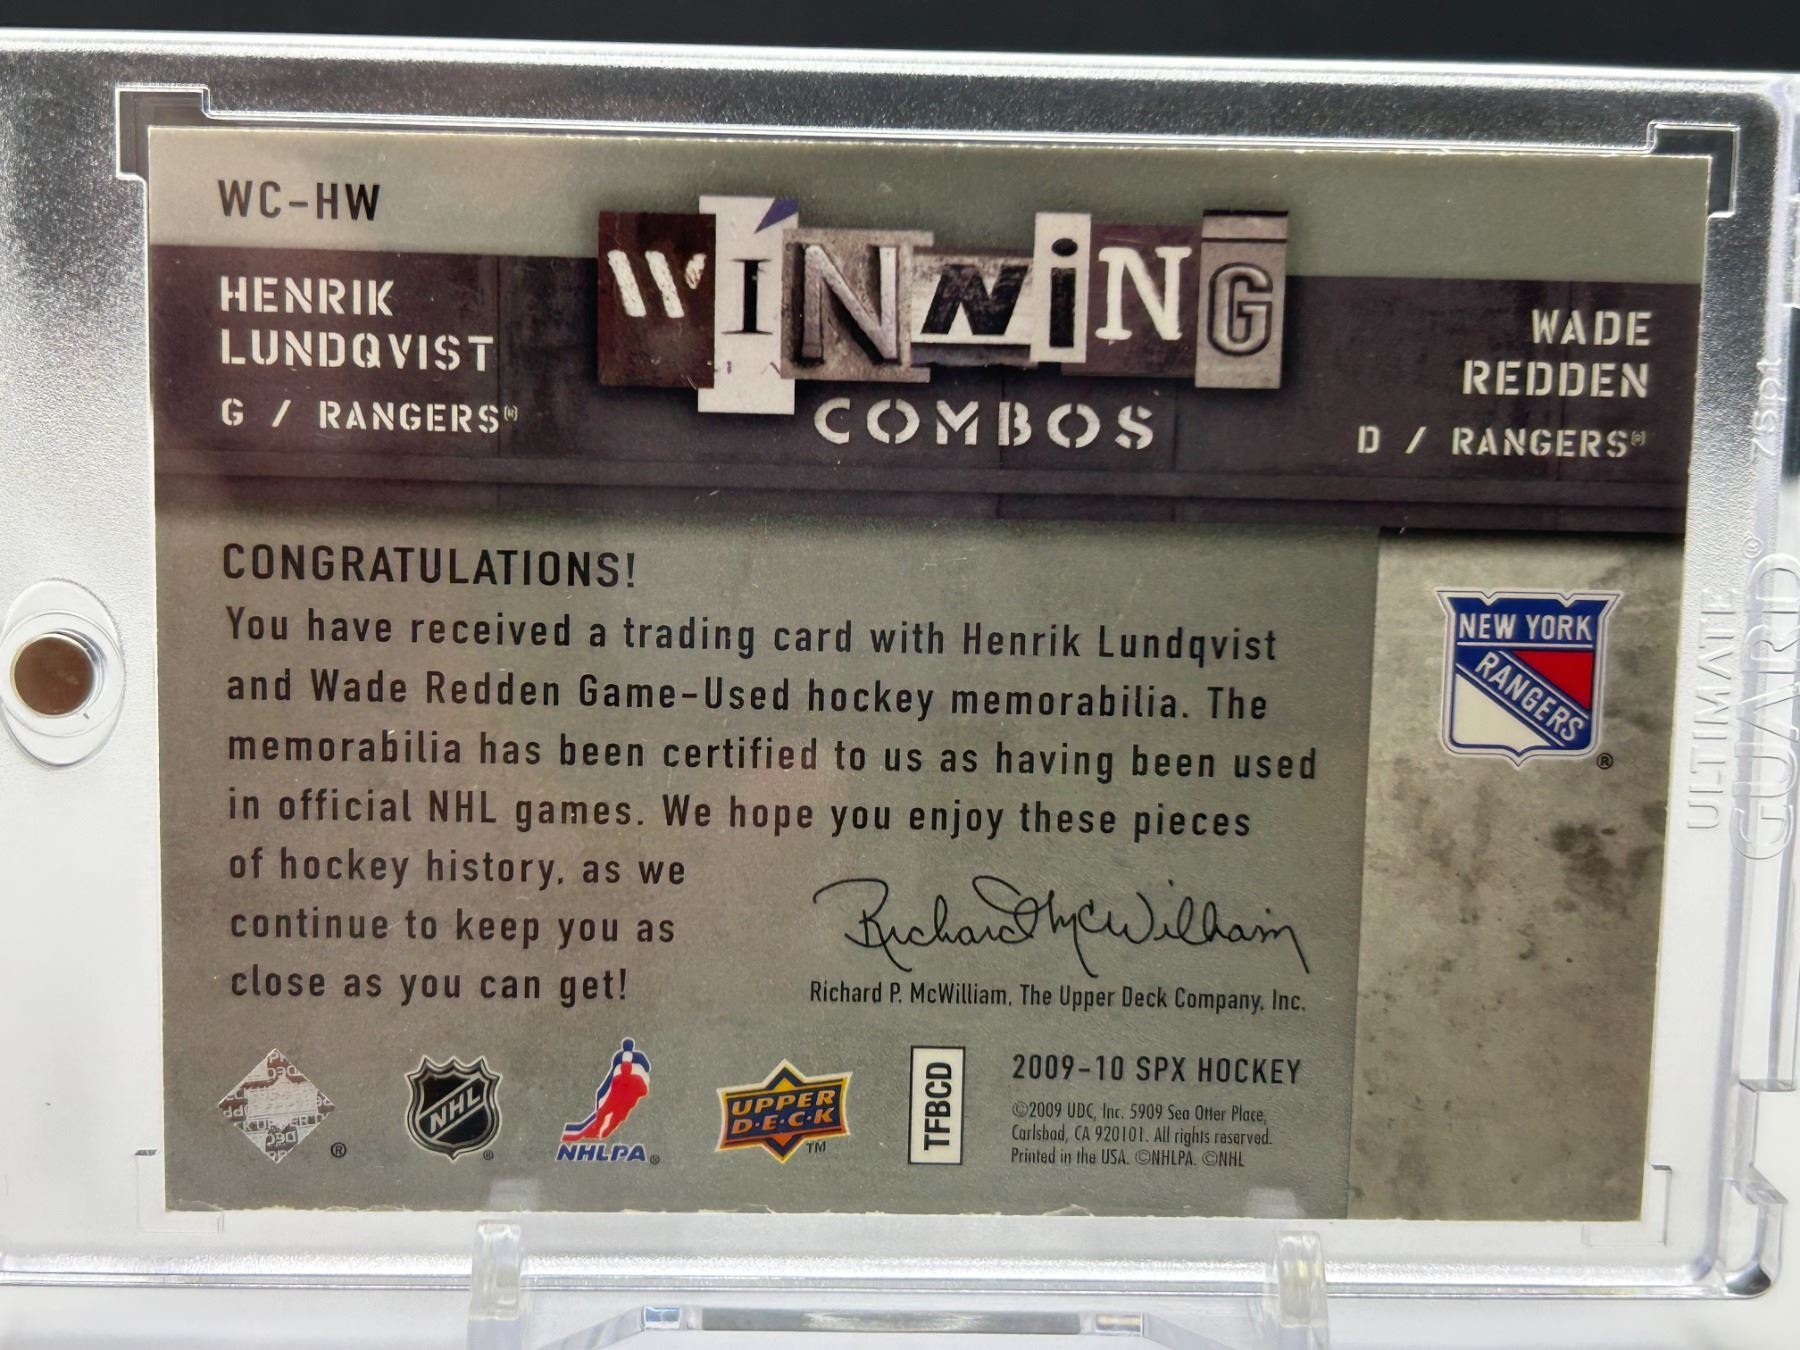 WC-HW
WINNING
COMBOS
HENRIK
LUNDQVIST
G / RANGERS®
WADE
REDDEN
D / RANGERS®
CONGRATULATIONS!
You have received a trading card with Henrik Lundqvist
and Wade Redden Game-Used hockey memorabilia. The
memorabilia has been certified to us as having been used
in official NHL games. We hope you enjoy these pieces
of hockey history, as we
continue to keep you as
close as you can get!
NEW YORK
RANGERS
®
Richard McWilliam
Richard P. McWilliam, The Upper Deck Company, Inc.
®
NHL
®
NHLPA®
UPPER
D·E·C·K
TM
TFBCD
2009-10 SPX HOCKEY
©2009 UDC, Inc. 5909 Sea Otter Place,
Carlsbad, CA 920101. All rights reserved.
Printed in the USA. ©NHLPA. ©NHL
75pt
ULTIMATE
GUARD®